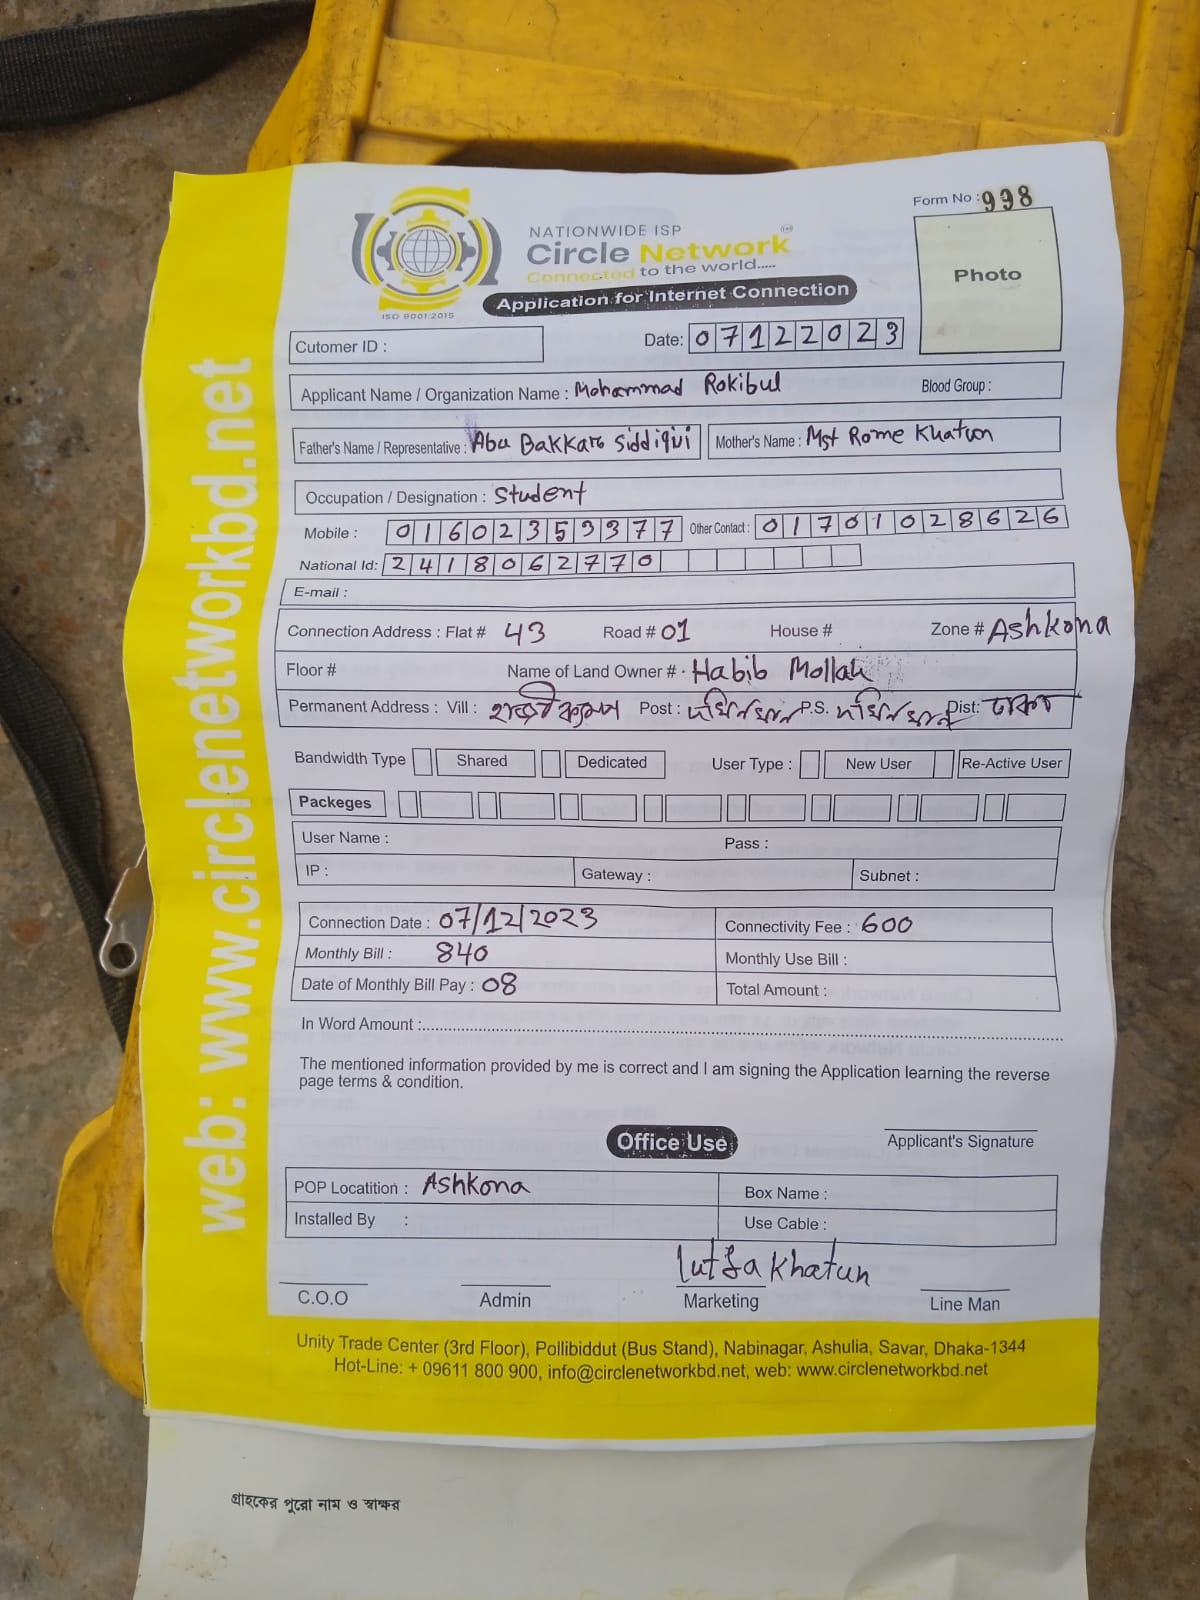 Form No : 998
NATIONWIDE ISP
Circle Network
Connected to the world.....
ISO 9001:2015
Application for Internet Connection
Photo
Cutomer ID :
Date: 07122023
Applicant Name / Organization Name : Mohammad Rokibul Blood Group :
Father's Name / Representative : Abu Bakkar Siddiqui Mother's Name : Mst Rome Khatun
Occupation / Designation : Student
Mobile : 01602359377 Other Contact : 01701028626
National Id: 2418062770
E-mail :
Connection Address : Flat # 43 Road # 01 House # Zone # Ashkona
Floor # Name of Land Owner # Habib Mollah
Permanent Address : Vill : Post : P.S. Dist: ঢাকা
Bandwidth Type Shared Dedicated User Type : New User Re-Active User
Packeges
User Name : Pass :
IP : Gateway : Subnet :
Connection Date : 07/12/2023 Connectivity Fee : 600
Monthly Bill : 840 Monthly Use Bill :
Date of Monthly Bill Pay : 08 Total Amount :
In Word Amount :
The mentioned information provided by me is correct and I am signing the Application learning the reverse
page terms & condition.
Office Use
Applicant's Signature
POP Locatition : Ashkona Box Name :
Installed By : Use Cable :
lutfa khatun
C.O.O Admin Marketing Line Man
Unity Trade Center (3rd Floor), Pollibiddut (Bus Stand), Nabinagar, Ashulia, Savar, Dhaka-1344
Hot-Line: + 09611 800 900, info@circlenetworkbd.net, web: www.circlenetworkbd.net
web: www.circlenetworkbd.net
গ্রাহকের পুরো নাম ও স্বাক্ষর